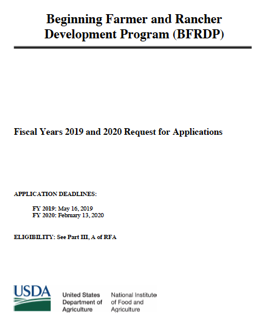 Beginning Farmer and Rancher
Development Program (BFRDP)
Fiscal Years 2019 and 2020 Request for Applications
APPLICATION DEADLINES:
FY 2019: May 16, 2019
FY 2020: February 13, 2020
ELIGIBILITY: See Part III, A of RFA
USDA
United States National Institute
Department of of Food and
Agriculture Agriculture